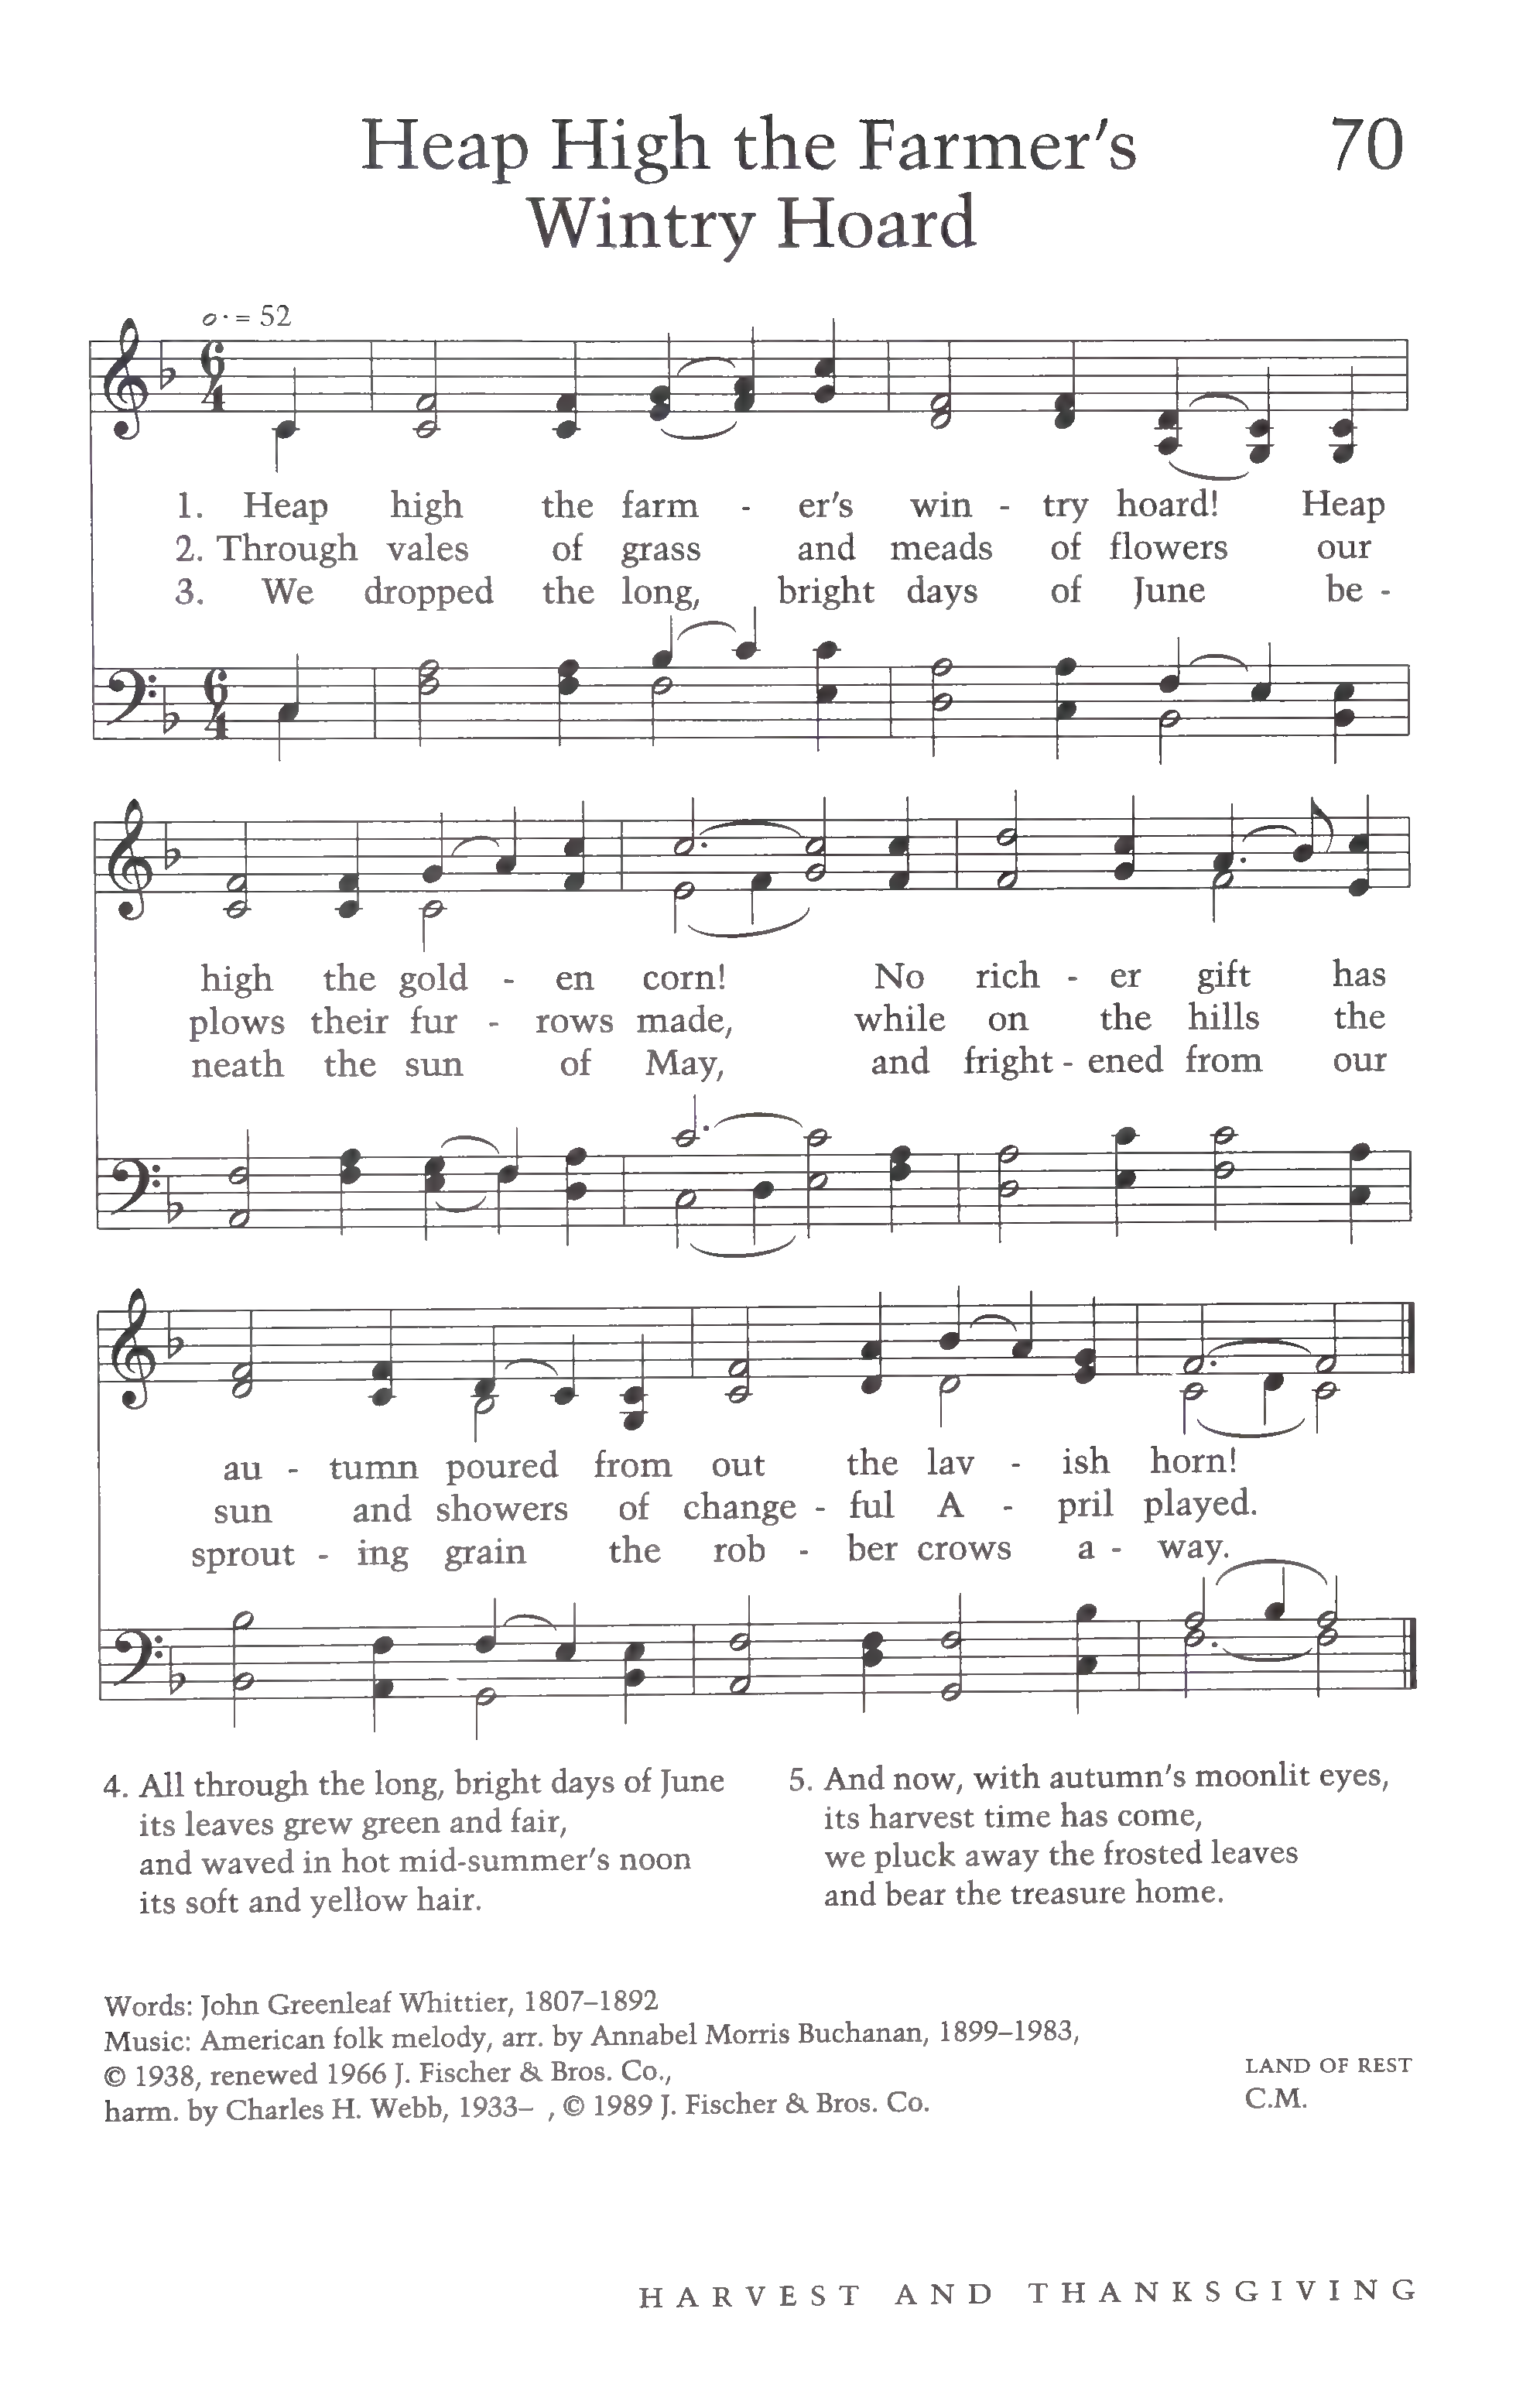 Heap High the Farmer's
Wintry Hoard
70
= 52
1. Heap high the farm - er's win - try hoard! Heap
2. Through vales of grass and meads of flowers our
3. We dropped the long, bright days of June be -
high the gold - en corn! No rich - er gift has
plows their fur - rows made, while on the hills the
neath the sun of May, and fright - ened from our
au - tumn poured from out the lav - ish horn!
sun and showers of change - ful A - pril played.
sprout - ing grain the rob - ber crows a - way.
4. All through the long, bright days of June
its leaves grew green and fair,
and waved in hot mid-summer's noon
its soft and yellow hair.
5. And now, with autumn's moonlit eyes,
its harvest time has come,
we pluck away the frosted leaves
and bear the treasure home.
Words: John Greenleaf Whittier, 1807–1892
Music: American folk melody, arr. by Annabel Morris Buchanan, 1899–1983,
© 1938, renewed 1966 J. Fischer & Bros. Co.,
harm. by Charles H. Webb, 1933– , © 1989 J. Fischer & Bros. Co.
LAND OF REST
C.M.
HARVEST AND THANKSGIVING